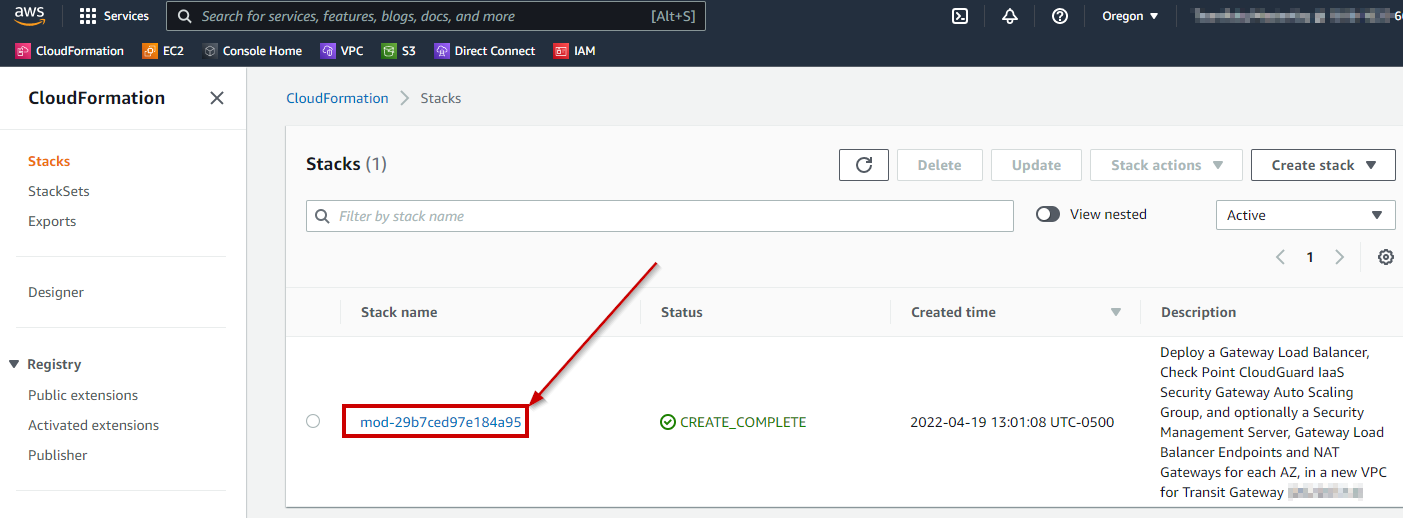 aws Services Search for services, features, blogs, docs, and more [Alt+S] Oregon
CloudFormation EC2 Console Home VPC S3 Direct Connect IAM
CloudFormation
Stacks
StackSets
Exports
Designer
Registry
Public extensions
Activated extensions
Publisher
CloudFormation Stacks
Stacks (1) Delete Update Stack actions Create stack
Filter by stack name View nested Active
1
Stack name Status Created time Description
mod-29b7ced97e184a95 CREATE_COMPLETE 2022-04-19 13:01:08 UTC-0500
Deploy a Gateway Load Balancer,
Check Point CloudGuard IaaS
Security Gateway Auto Scaling
Group, and optionally a Security
Management Server, Gateway Load
Balancer Endpoints and NAT
Gateways for each AZ, in a new VPC
for Transit Gateway